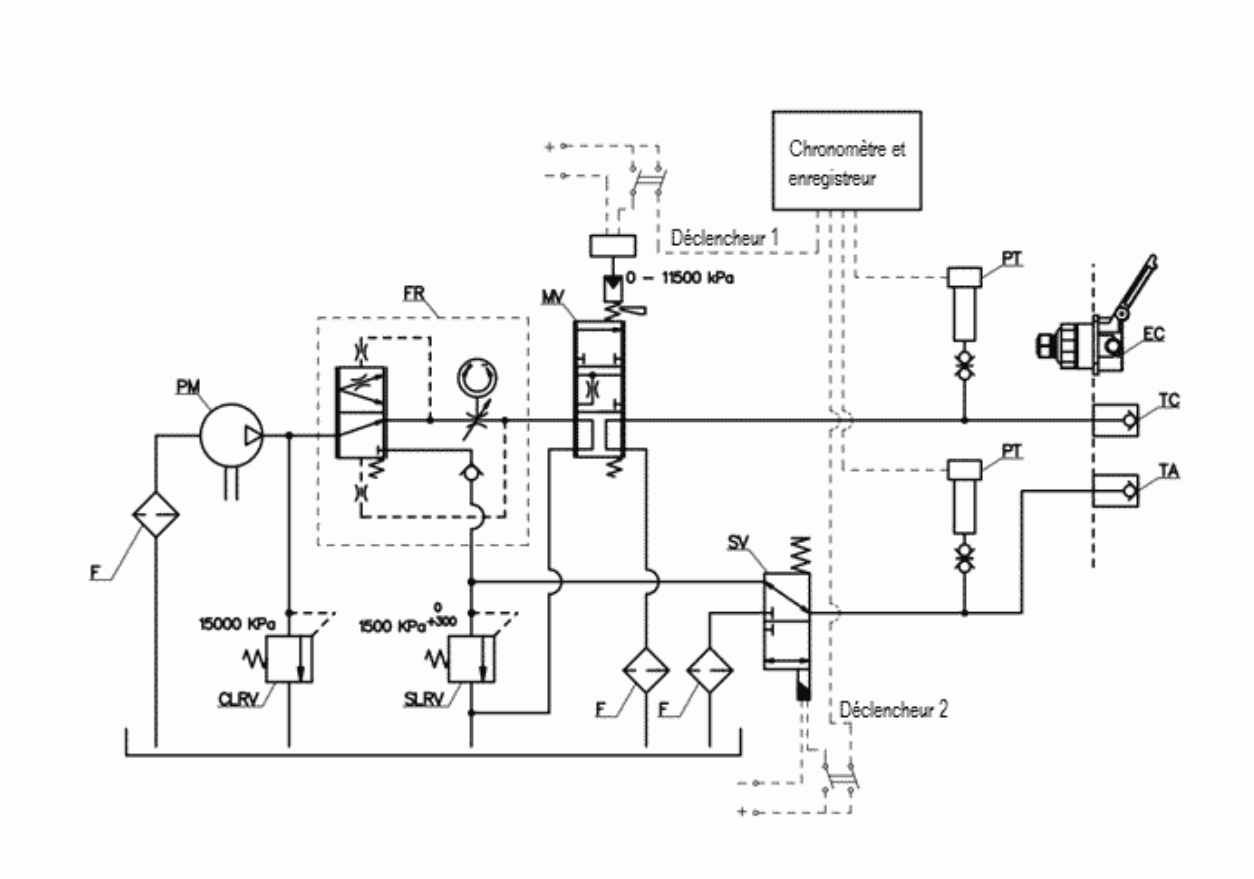 Chronomètre et
enregistreur
+
−
Déclencheur 1
0 – 11500 kPa
PT
FR
MV
EC
PM
TC
PT
TA
SV
F
15000 KPa
1500 KPa 0 +300
CLRV
SLRV
F
F
Déclencheur 2
−
+